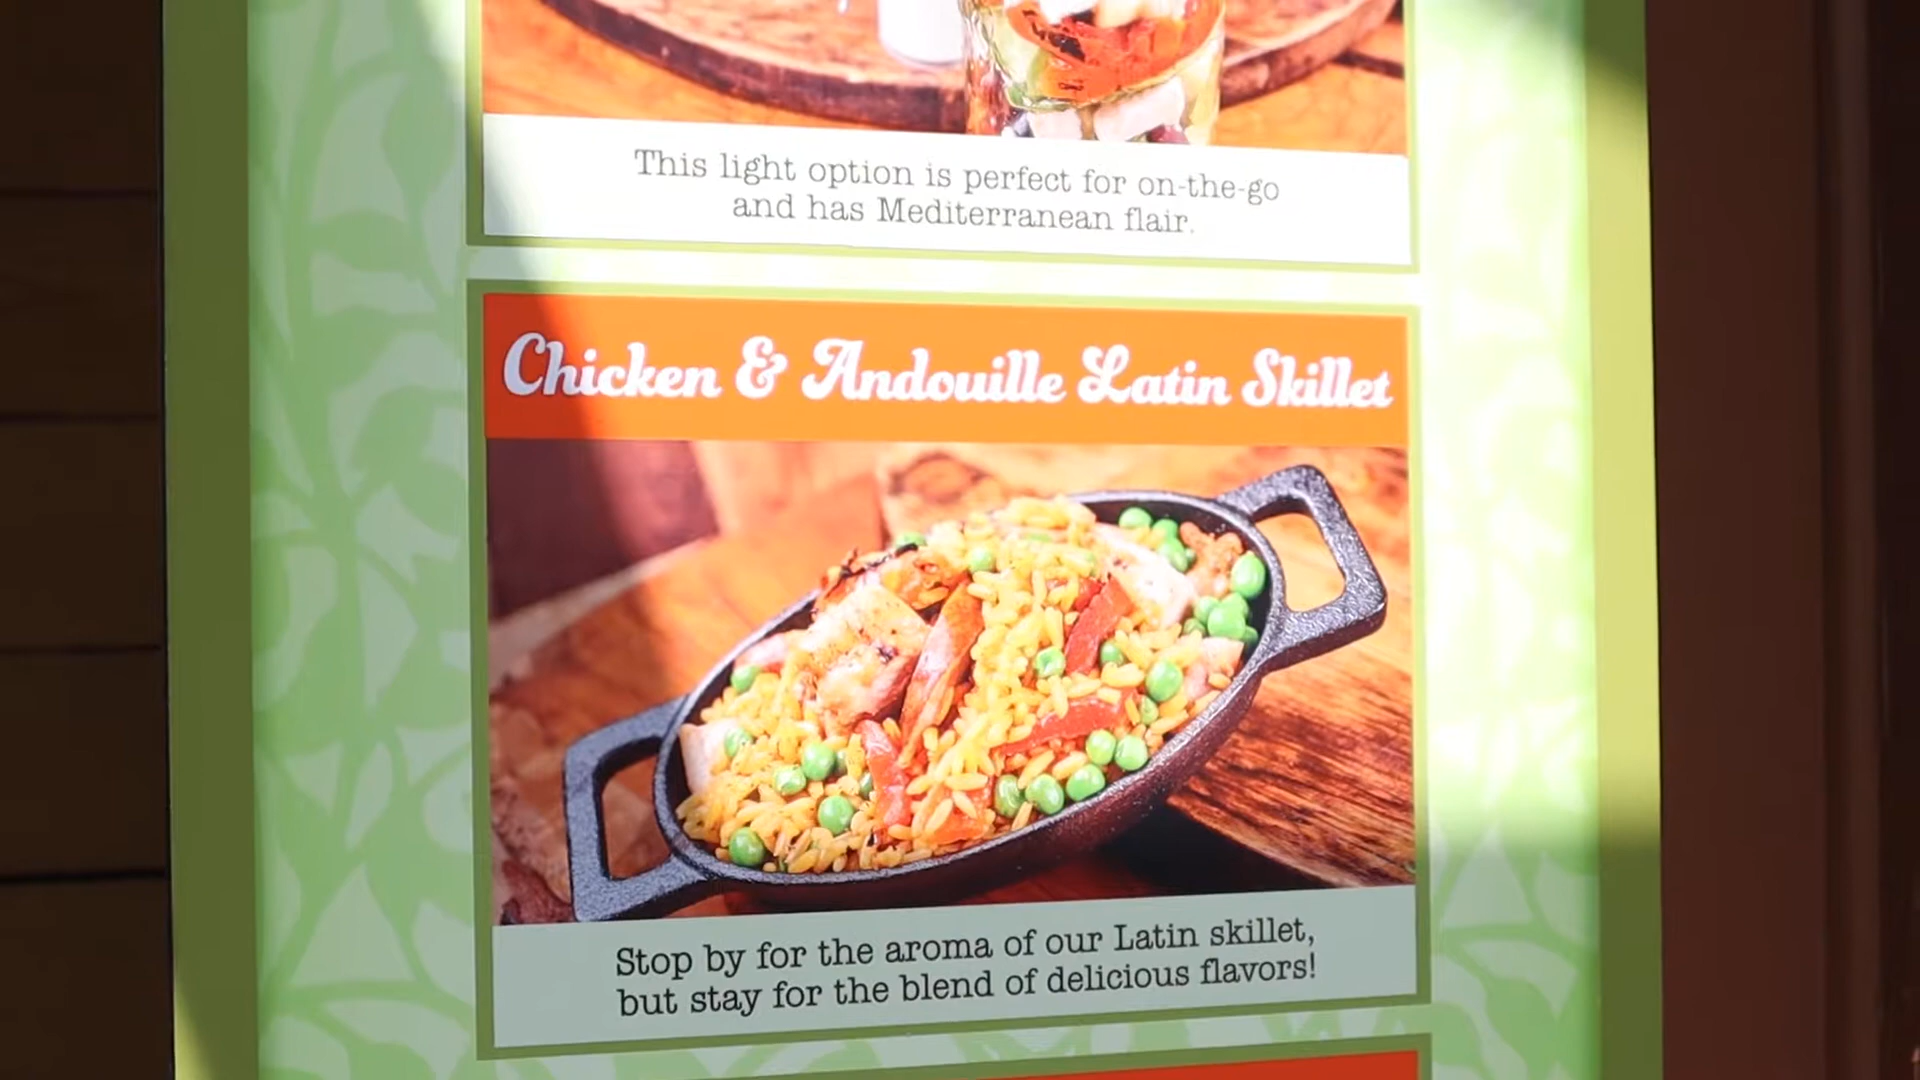 This light option is perfect for on-the-go
and has Mediterranean flair.
Chicken & Andouille Latin Skillet
Stop by for the aroma of our Latin skillet,
but stay for the blend of delicious flavors!